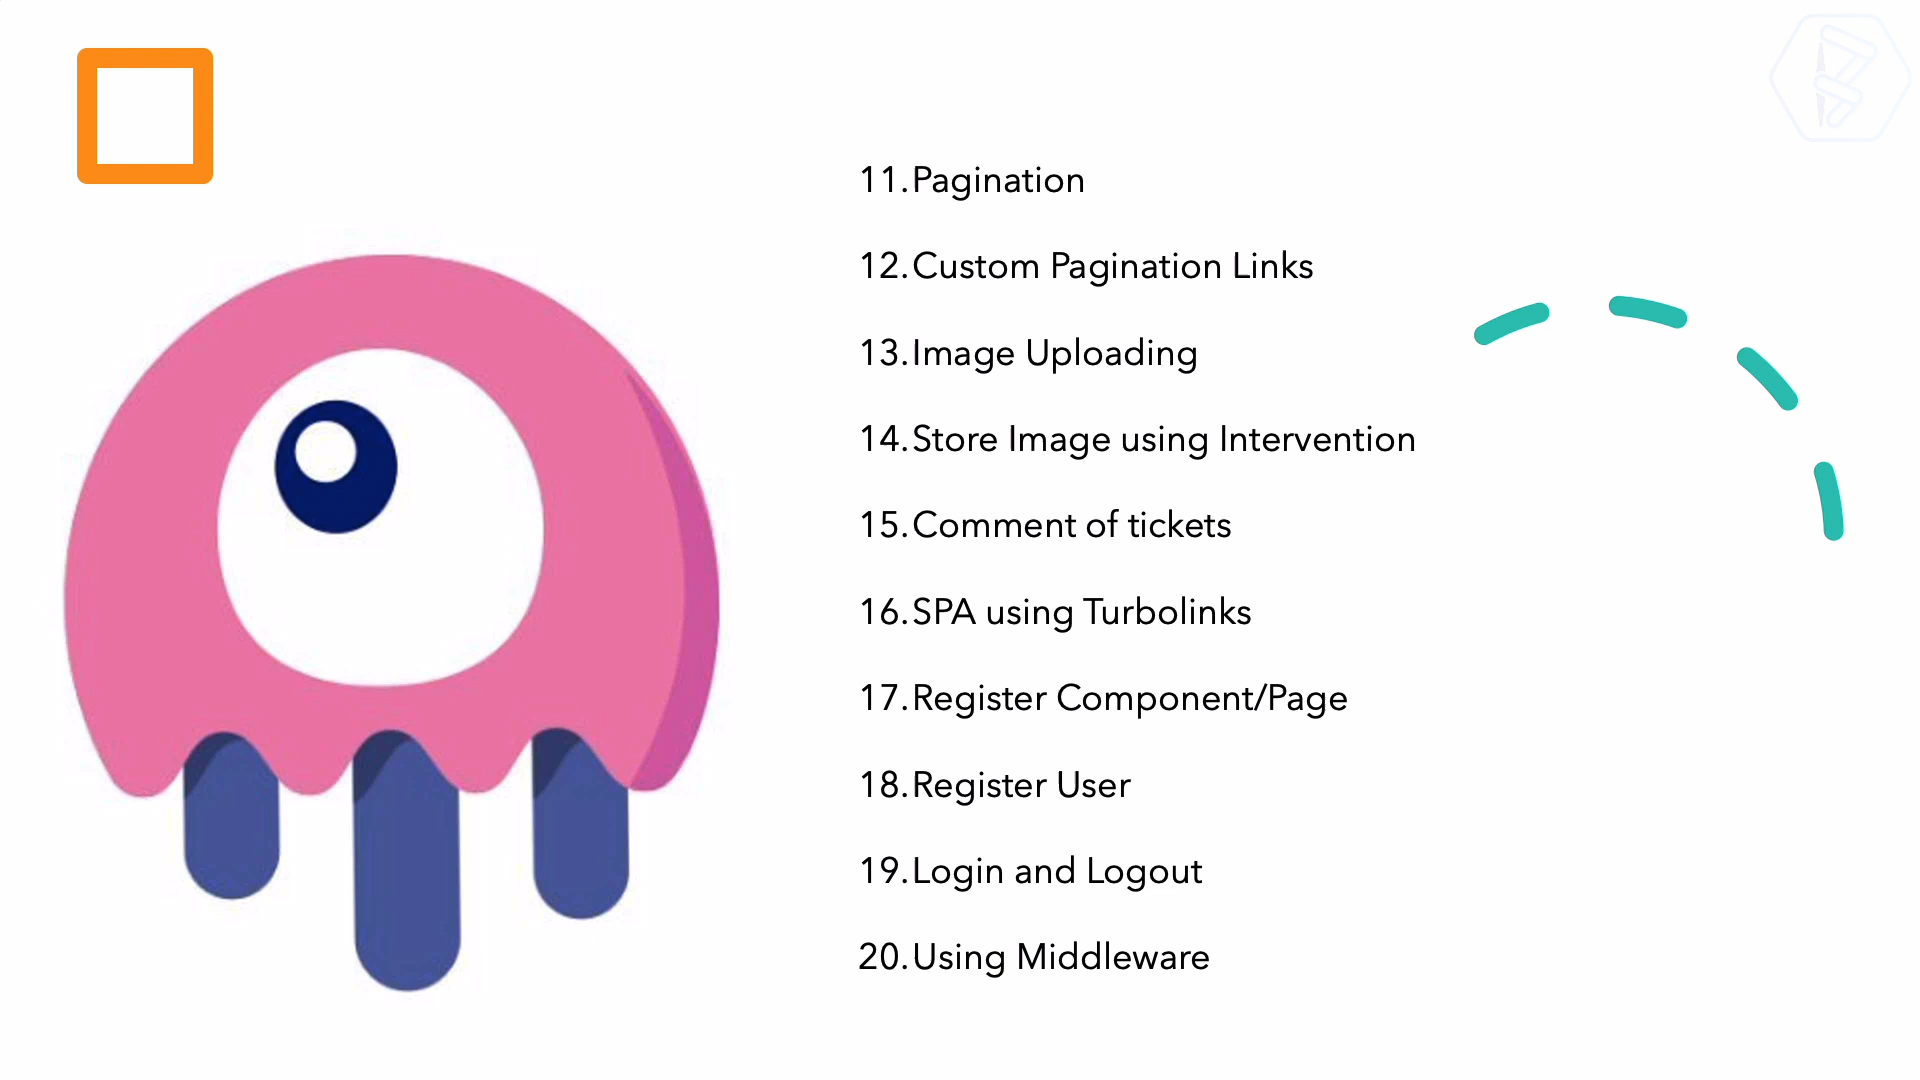 11.Pagination
12.Custom Pagination Links
13.Image Uploading
14.Store Image using Intervention
15.Comment of tickets
16.SPA using Turbolinks
17.Register Component/Page
18.Register User
19.Login and Logout
20.Using Middleware